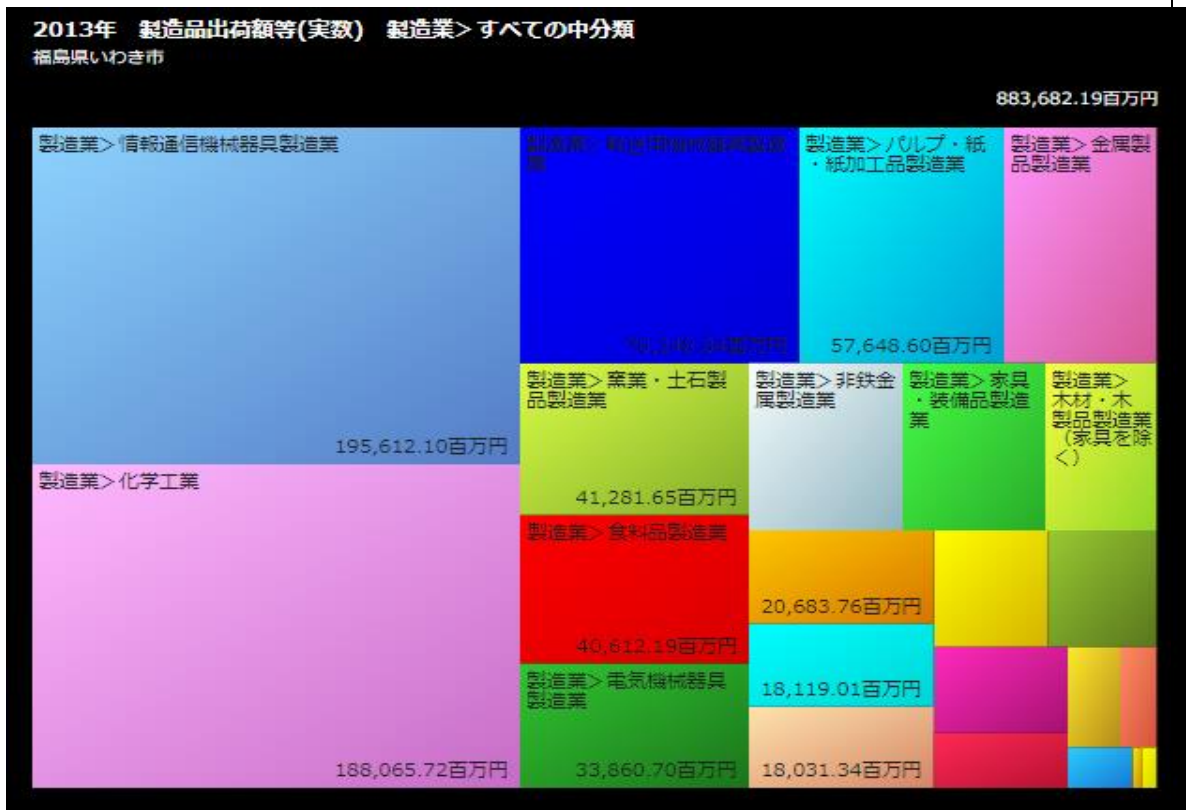 2013年 製造品出荷額等(実数) 製造業>すべての中分類
福島県いわき市
883,682.19百万円
製造業>情報通信機械器具製造業
195,612.10百万円
製造業>化学工業
188,065.72百万円
製造業>
業
百万円
製造業>パルプ・紙
・紙加工品製造業
57,648.60百万円
製造業>金属製
品製造業
製造業>窯業・土石製
品製造業
41,281.65百万円
製造業>食料品製造業
40,612.19百万円
製造業>電気機械器具
製造業
33,860.70百万円
製造業>非鉄金
属製造業
製造業>家具
・装備品製造
業
製造業>
木材・木
製品製造業
(家具を除
く)
20,683.76百万円
18,119.01百万円
18,031.34百万円